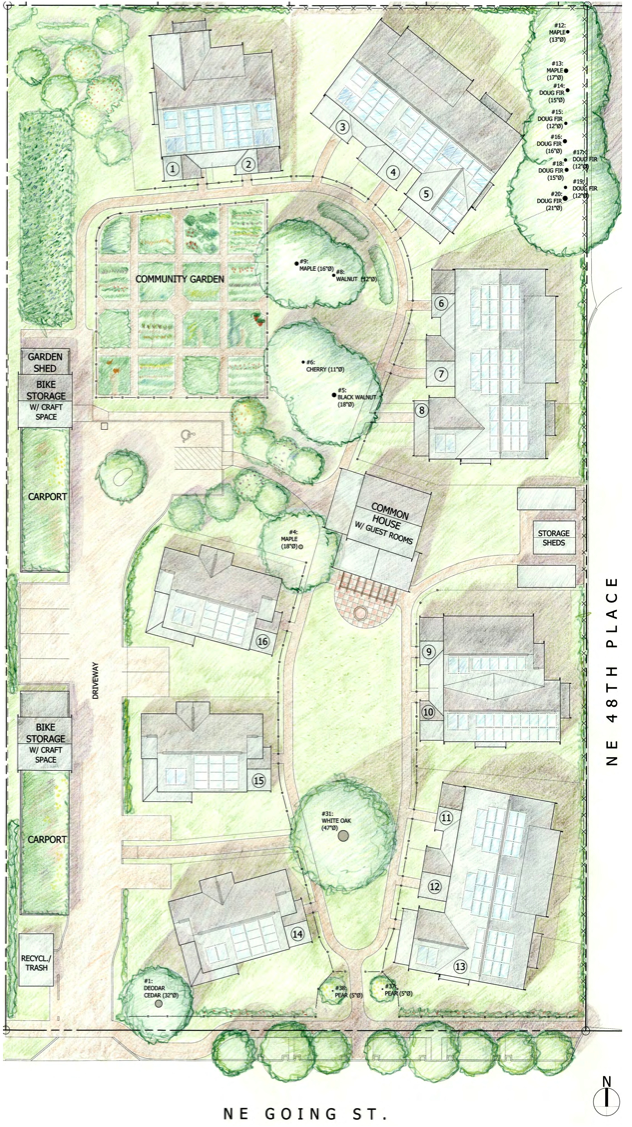 #12:
MAPLE
(13"Ø)
#13:
MAPLE
(17"Ø)
#14:
DOUG FIR
(15"Ø)
#15:
DOUG FIR
(12"Ø)
#16:
DOUG FIR
(16"Ø)
#17:
DOUG FIR
(12"Ø)
#18:
DOUG FIR
(15"Ø)
#19:
DOUG FIR
(12"Ø)
#20:
DOUG FIR
(21"Ø)
1
2
3
4
5
COMMUNITY GARDEN
#9:
MAPLE (16"Ø)
#8:
WALNUT (12"Ø)
6
7
8
#6:
CHERRY (11"Ø)
#5:
BLACK WALNUT
(18"Ø)
GARDEN
SHED
BIKE
STORAGE
W/ CRAFT
SPACE
CARPORT
COMMON
HOUSE
W/ GUEST ROOMS
STORAGE
SHEDS
#4:
MAPLE
(18"Ø)
16
DRIVEWAY
9
10
NE 48TH PLACE
BIKE
STORAGE
W/ CRAFT
SPACE
15
CARPORT
#31:
WHITE OAK
(47"Ø)
11
12
13
14
RECYCL./
TRASH
#1:
DEODAR
CEDAR (32"Ø)
PEAR (5"Ø)
PEAR (5"Ø)
N
NE GOING ST.